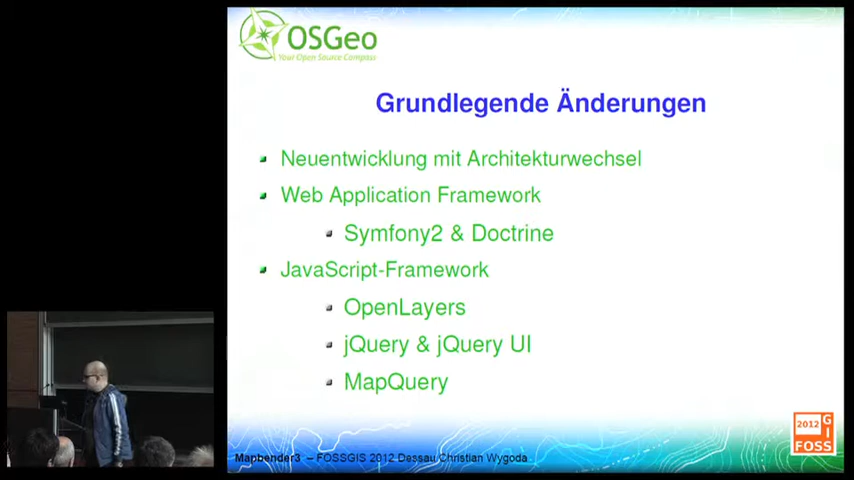 OSGeo
Your Open Source Compass
Grundlegende Änderungen
Neuentwicklung mit Architekturwechsel
Web Application Framework
Symfony2 & Doctrine
JavaScript-Framework
OpenLayers
jQuery & jQuery UI
MapQuery
2012 GIS
FOSS
Mapbender3 – FOSSGIS 2012 Dessau Christian Wygoda